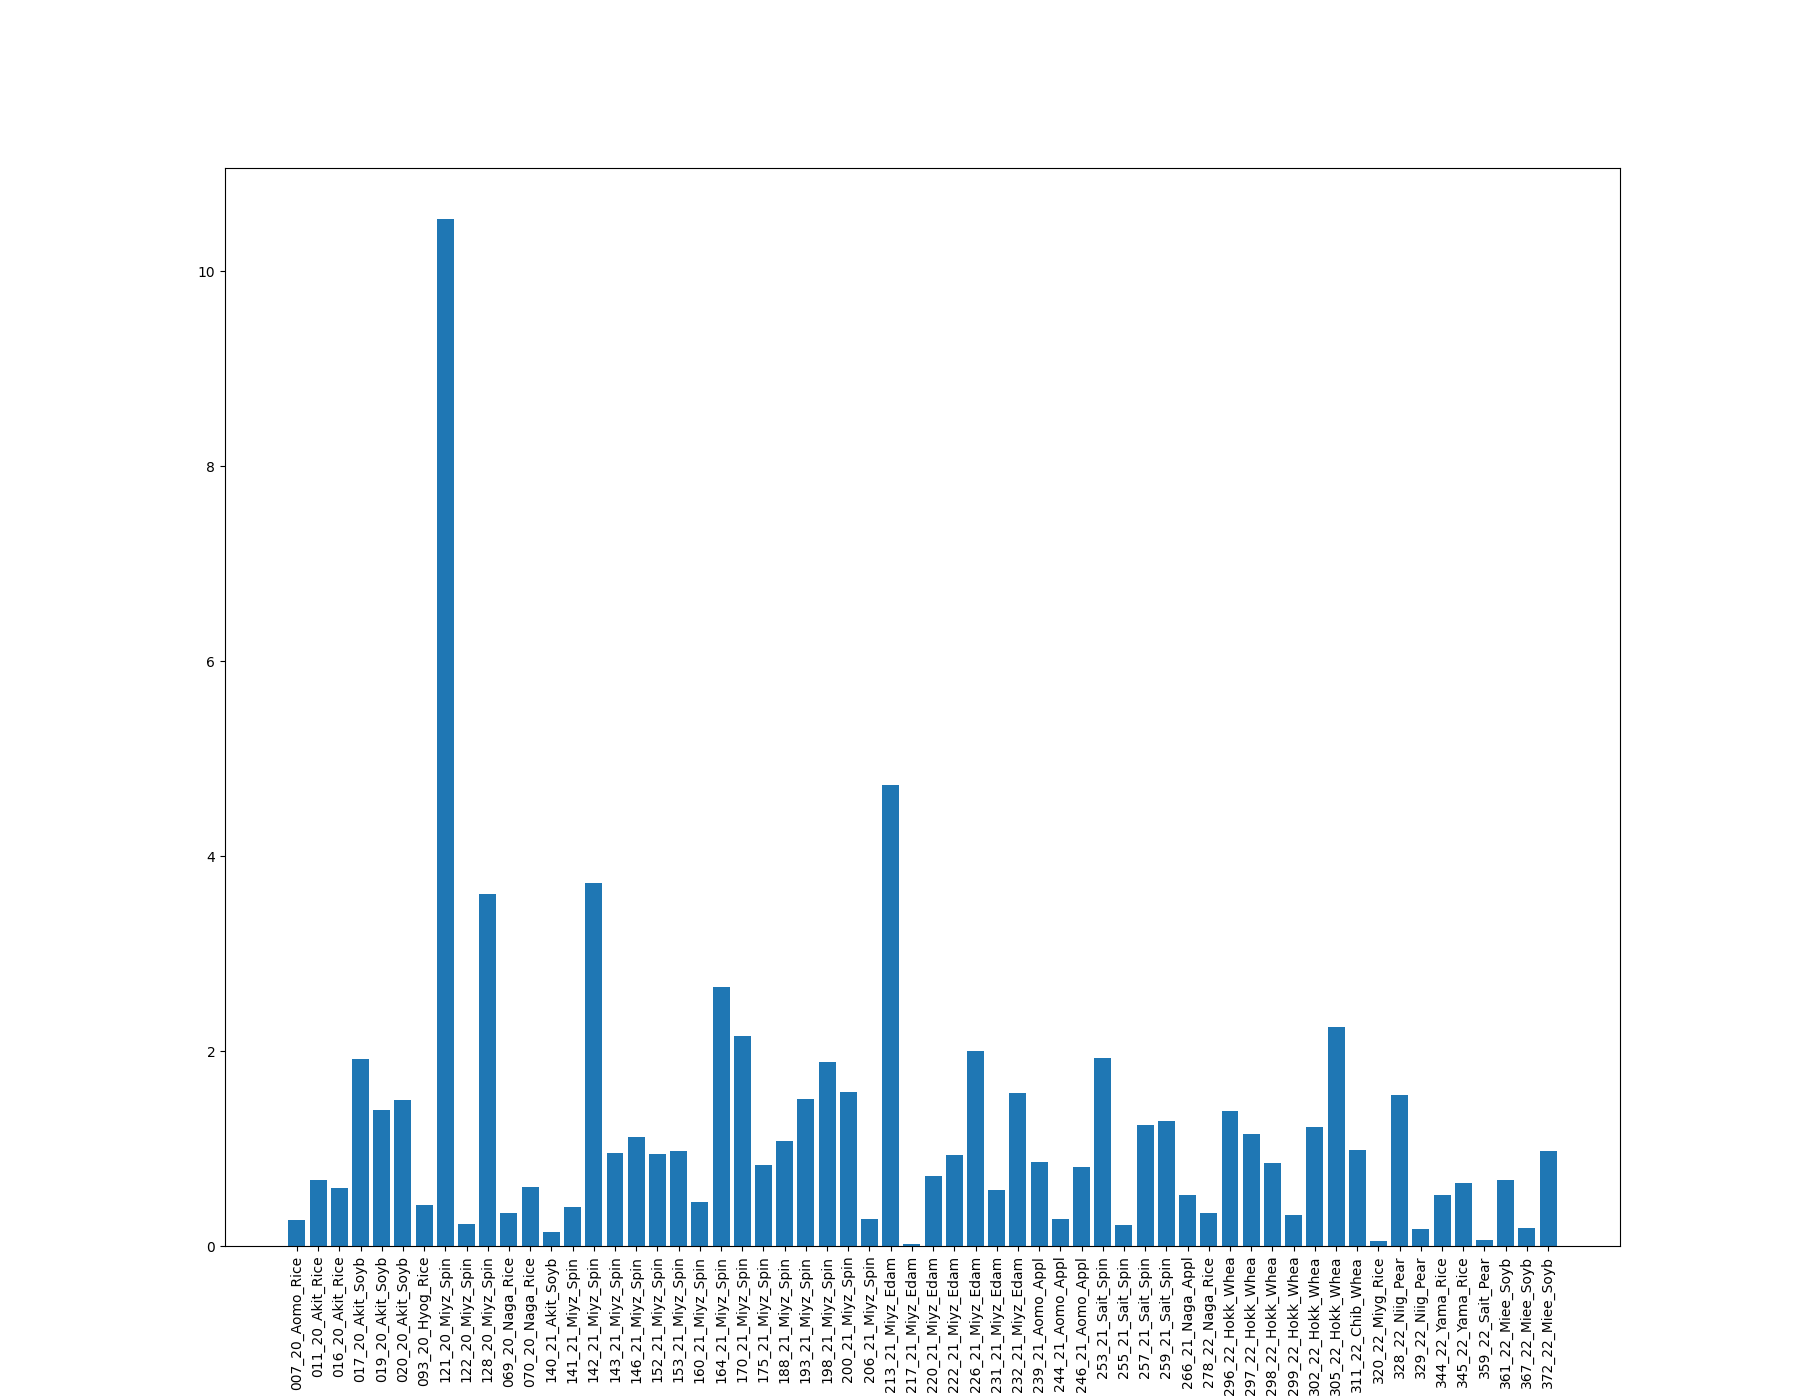 10
8
6
4
2
0
007_20_Aomo_Rice
011_20_Akit_Rice
016_20_Akit_Rice
017_20_Akit_Soyb
019_20_Akit_Soyb
020_20_Akit_Soyb
093_20_Hyog_Rice
121_20_Miyz_Spin
122_20_Miyz_Spin
128_20_Miyz_Spin
069_20_Naga_Rice
070_20_Naga_Rice
140_21_Akit_Soyb
141_21_Miyz_Spin
142_21_Miyz_Spin
143_21_Miyz_Spin
146_21_Miyz_Spin
152_21_Miyz_Spin
153_21_Miyz_Spin
160_21_Miyz_Spin
164_21_Miyz_Spin
170_21_Miyz_Spin
175_21_Miyz_Spin
188_21_Miyz_Spin
193_21_Miyz_Spin
198_21_Miyz_Spin
200_21_Miyz_Spin
206_21_Miyz_Spin
213_21_Miyz_Edam
217_21_Miyz_Edam
220_21_Miyz_Edam
222_21_Miyz_Edam
226_21_Miyz_Edam
231_21_Miyz_Edam
232_21_Miyz_Edam
239_21_Aomo_Appl
244_21_Aomo_Appl
246_21_Aomo_Appl
253_21_Sait_Spin
255_21_Sait_Spin
257_21_Sait_Spin
259_21_Sait_Spin
266_21_Naga_Appl
278_22_Naga_Rice
296_22_Hokk_Whea
297_22_Hokk_Whea
298_22_Hokk_Whea
299_22_Hokk_Whea
302_22_Hokk_Whea
305_22_Hokk_Whea
311_22_Chib_Whea
320_22_Miyg_Rice
328_22_Niig_Pear
329_22_Niig_Pear
344_22_Yama_Rice
345_22_Yama_Rice
359_22_Sait_Pear
361_22_Miee_Soyb
367_22_Miee_Soyb
372_22_Miee_Soyb